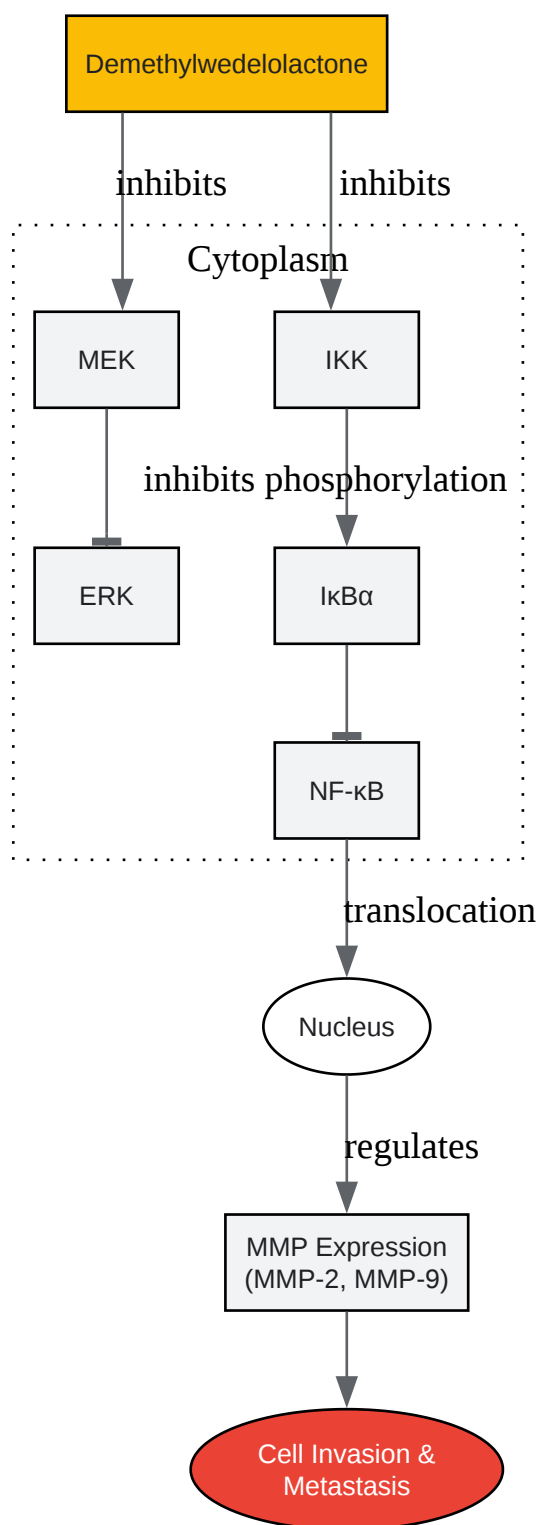 Demethylwedelolactone
inhibits
inhibits
Cytoplasm
MEK
IKK
inhibits phosphorylation
ERK
IκBα
NF-κB
translocation
Nucleus
regulates
MMP Expression
(MMP-2, MMP-9)
Cell Invasion &
Metastasis